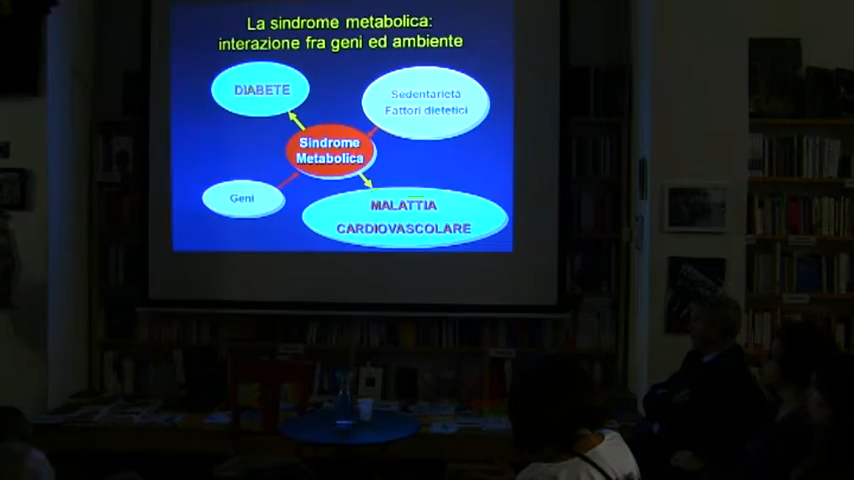 La sindrome metabolica:
interazione fra geni ed ambiente
DIABETE
Sedentarietà
Fattori dietetici
Sindrome
Metabolica
Geni
MALATTIA
CARDIOVASCOLARE